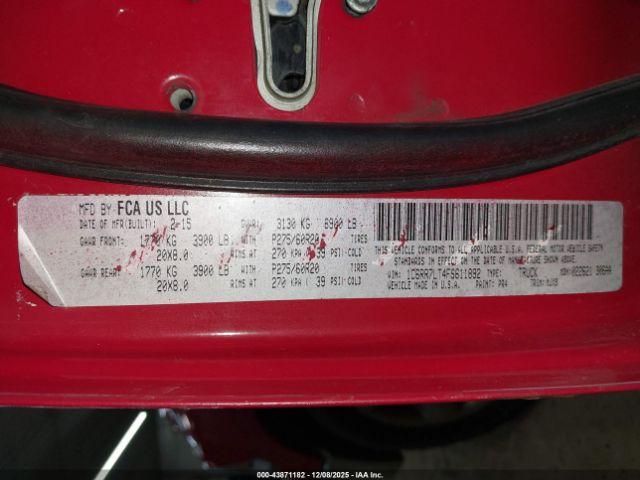 MFD BY FCA US LLC
DATE OF MFR(BUILT): 2-15 GVWR: 3130 KG 6900 LB
GAWR FRONT: 1770 KG 3900 LB WITH P275/60R20 TIRES
20X8.0 RIMS AT 270 KPA ( 39 PSI) COLD
GAWR REAR: 1770 KG 3900 LB WITH P275/60R20 TIRES
20X8.0 RIMS AT 270 KPA ( 39 PSI) COLD
THIS VEHICLE CONFORMS TO ALL APPLICABLE U.S.A. FEDERAL MOTOR VEHICLE SAFETY
STANDARDS IN EFFECT ON THE DATE OF MANUFACTURE SHOWN ABOVE.
VIN: 1C6RR7LT4FS611892 TYPE: TRUCK MDH:022621 306AA
VEHICLE MADE IN U.S.A. PAINT: PR4 TRIM:
000-43871182 - 12/08/2025 - IAA Inc.